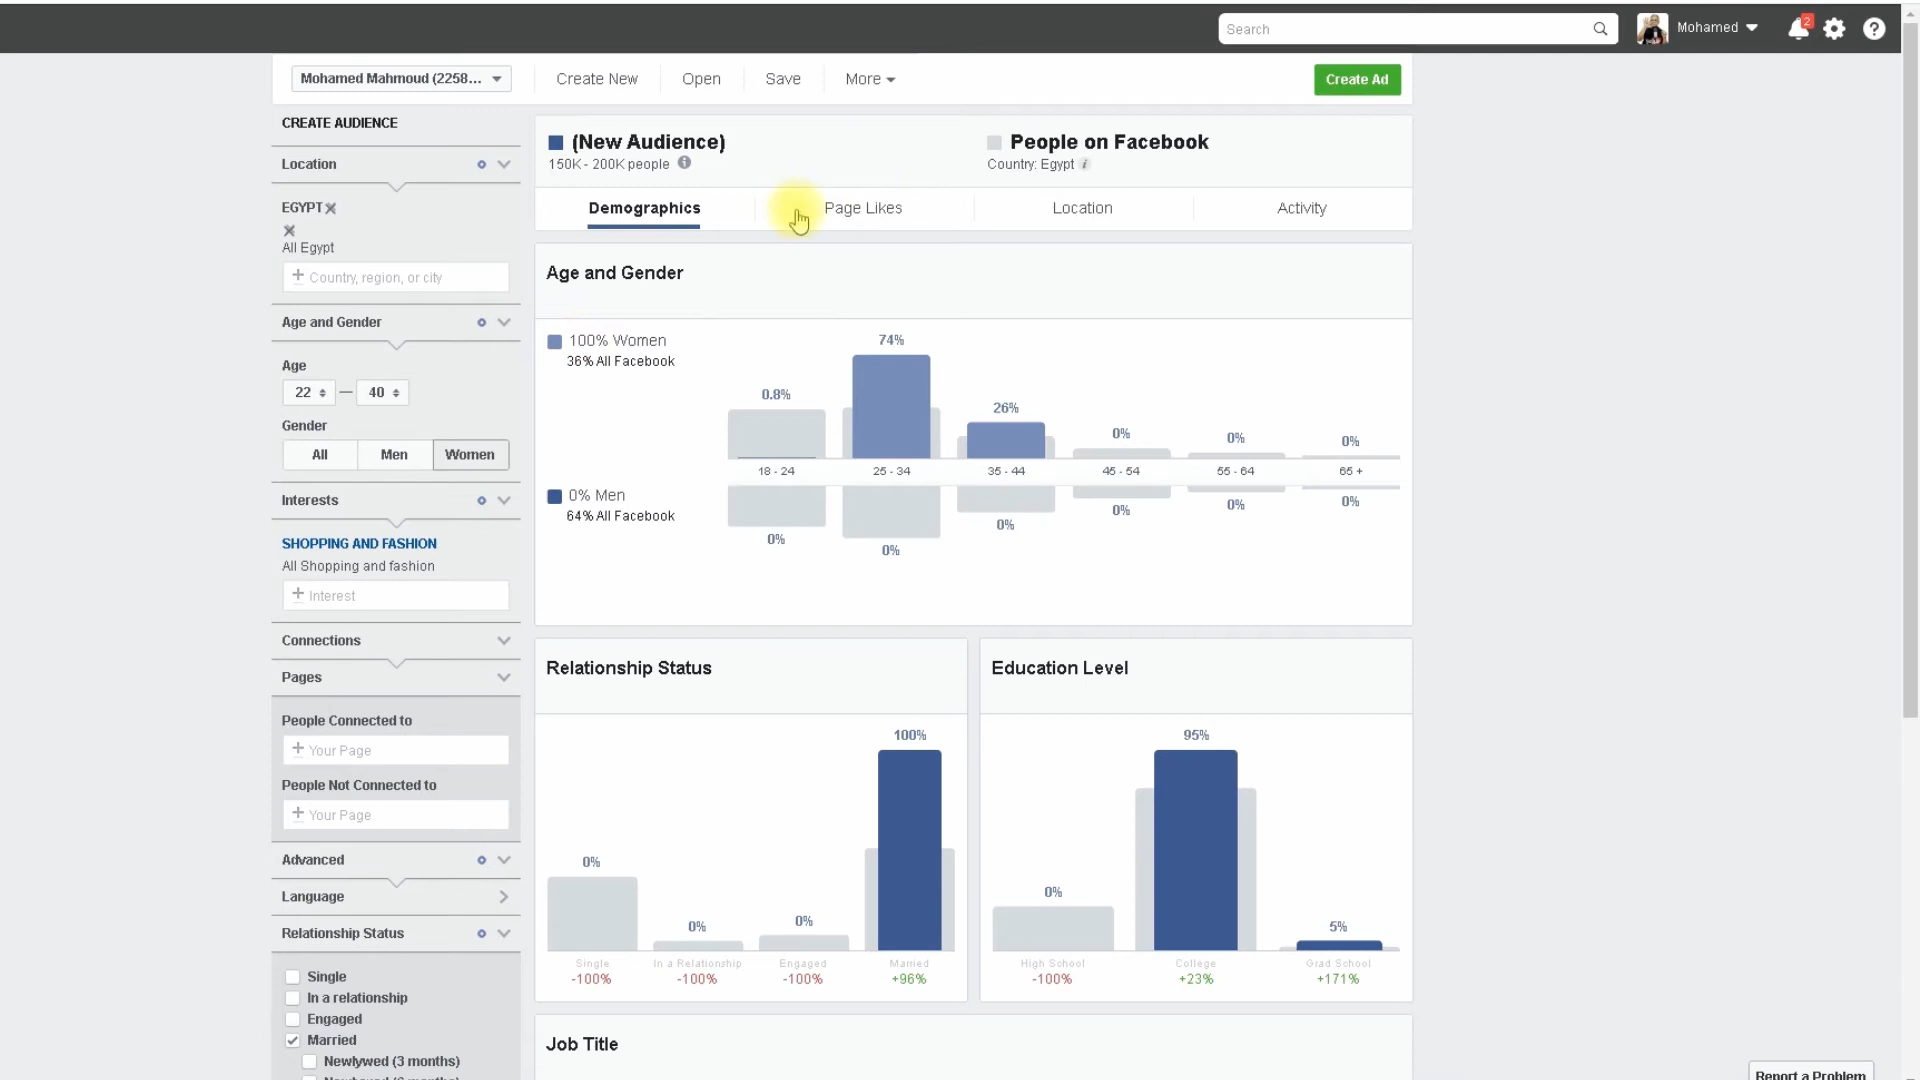 Search
Mohamed
2
Mohamed Mahmoud (2258...
Create New
Open
Save
More
Create Ad
CREATE AUDIENCE
Location
EGYPT
All Egypt
Country, region, or city
Age and Gender
Age
22 — 40
Gender
All
Men
Women
Interests
SHOPPING AND FASHION
All Shopping and fashion
Interest
Connections
Pages
People Connected to
Your Page
People Not Connected to
Your Page
Advanced
Language
Relationship Status
Single
In a relationship
Engaged
Married
Newlywed (3 months)
(New Audience)
150K - 200K people
People on Facebook
Country: Egypt
Demographics
Page Likes
Location
Activity
Age and Gender
100% Women
36% All Facebook
0.8%
74%
26%
0%
0%
0%
18 - 24
25 - 34
35 - 44
45 - 54
55 - 64
65 +
0% Men
64% All Facebook
0%
0%
0%
0%
0%
0%
Relationship Status
0%
0%
0%
100%
Single
In a Relationship
Engaged
Married
-100%
-100%
-100%
+96%
Education Level
0%
95%
5%
High School
College
Grad School
-100%
+23%
+171%
Job Title
Report a Problem